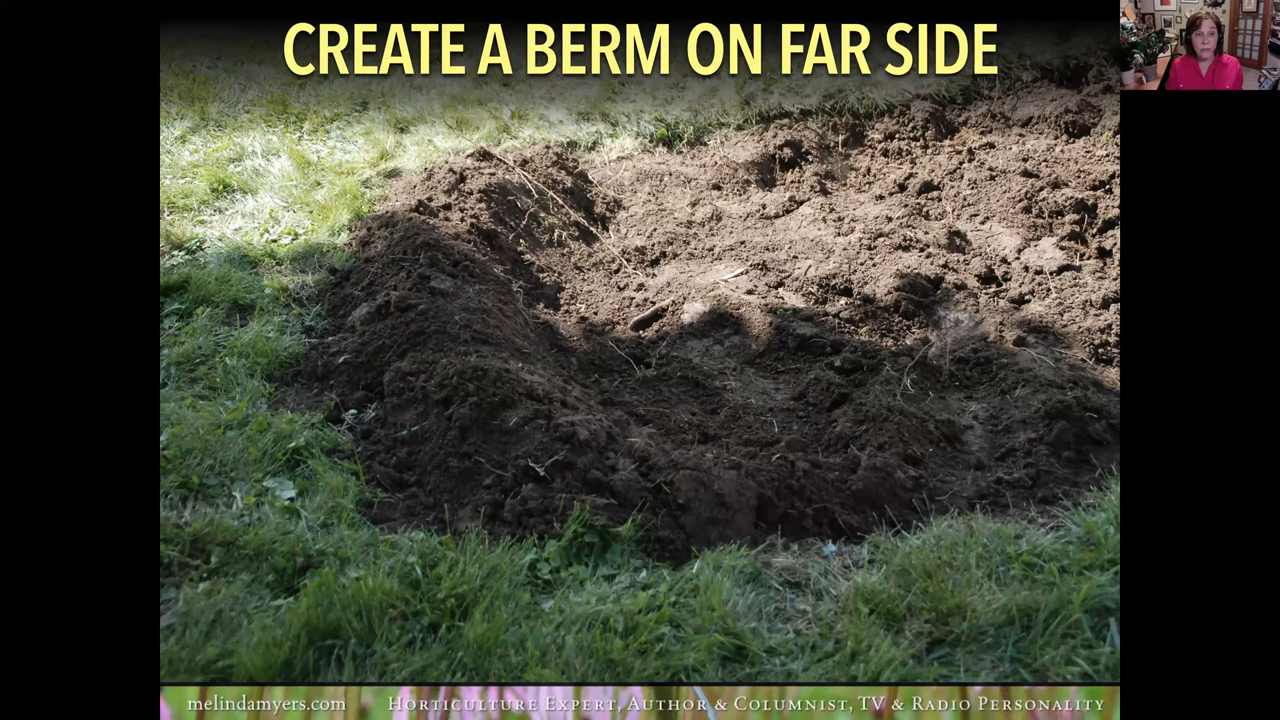 CREATE A BERM ON FAR SIDE
melindamyers.com HORTICULTURE EXPERT, AUTHOR & COLUMNIST, TV & RADIO PERSONALITY